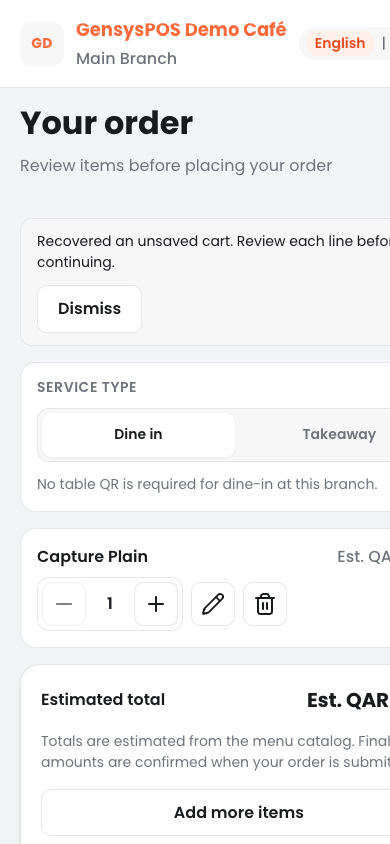 GD
GensysPOS Demo Café
Main Branch
English |
Your order
Review items before placing your order
Recovered an unsaved cart. Review each line
continuing.
Dismiss
SERVICE TYPE
Dine in
Takeaway
No table QR is required for dine-in at this branch.
Capture Plain
Est.
1
Estimated total
Est. QAR
Totals are estimated from the menu catalog. Final
amounts are confirmed when your order is
Add more items